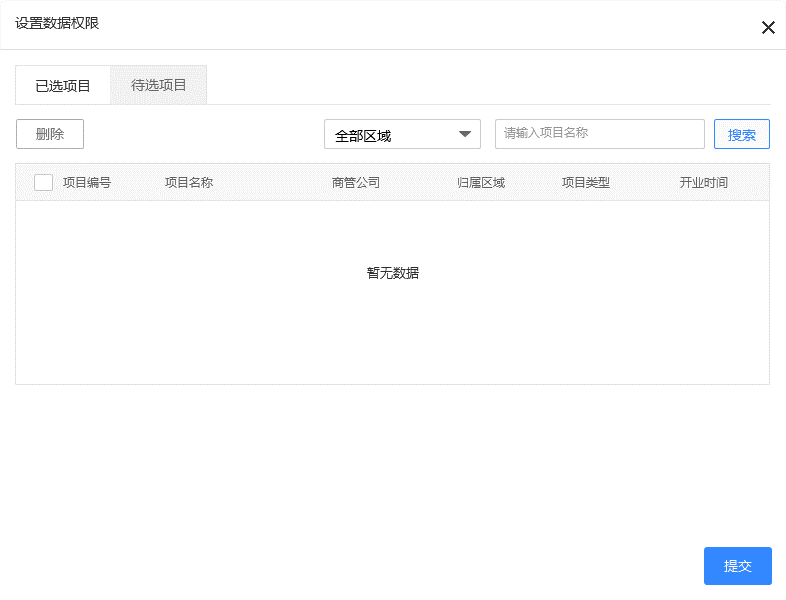 设置数据权限
已选项目 待选项目
删除 全部区域 请输入项目名称 搜索
项目编号 项目名称 商管公司 归属区域 项目类型 开业时间
暂无数据
提交